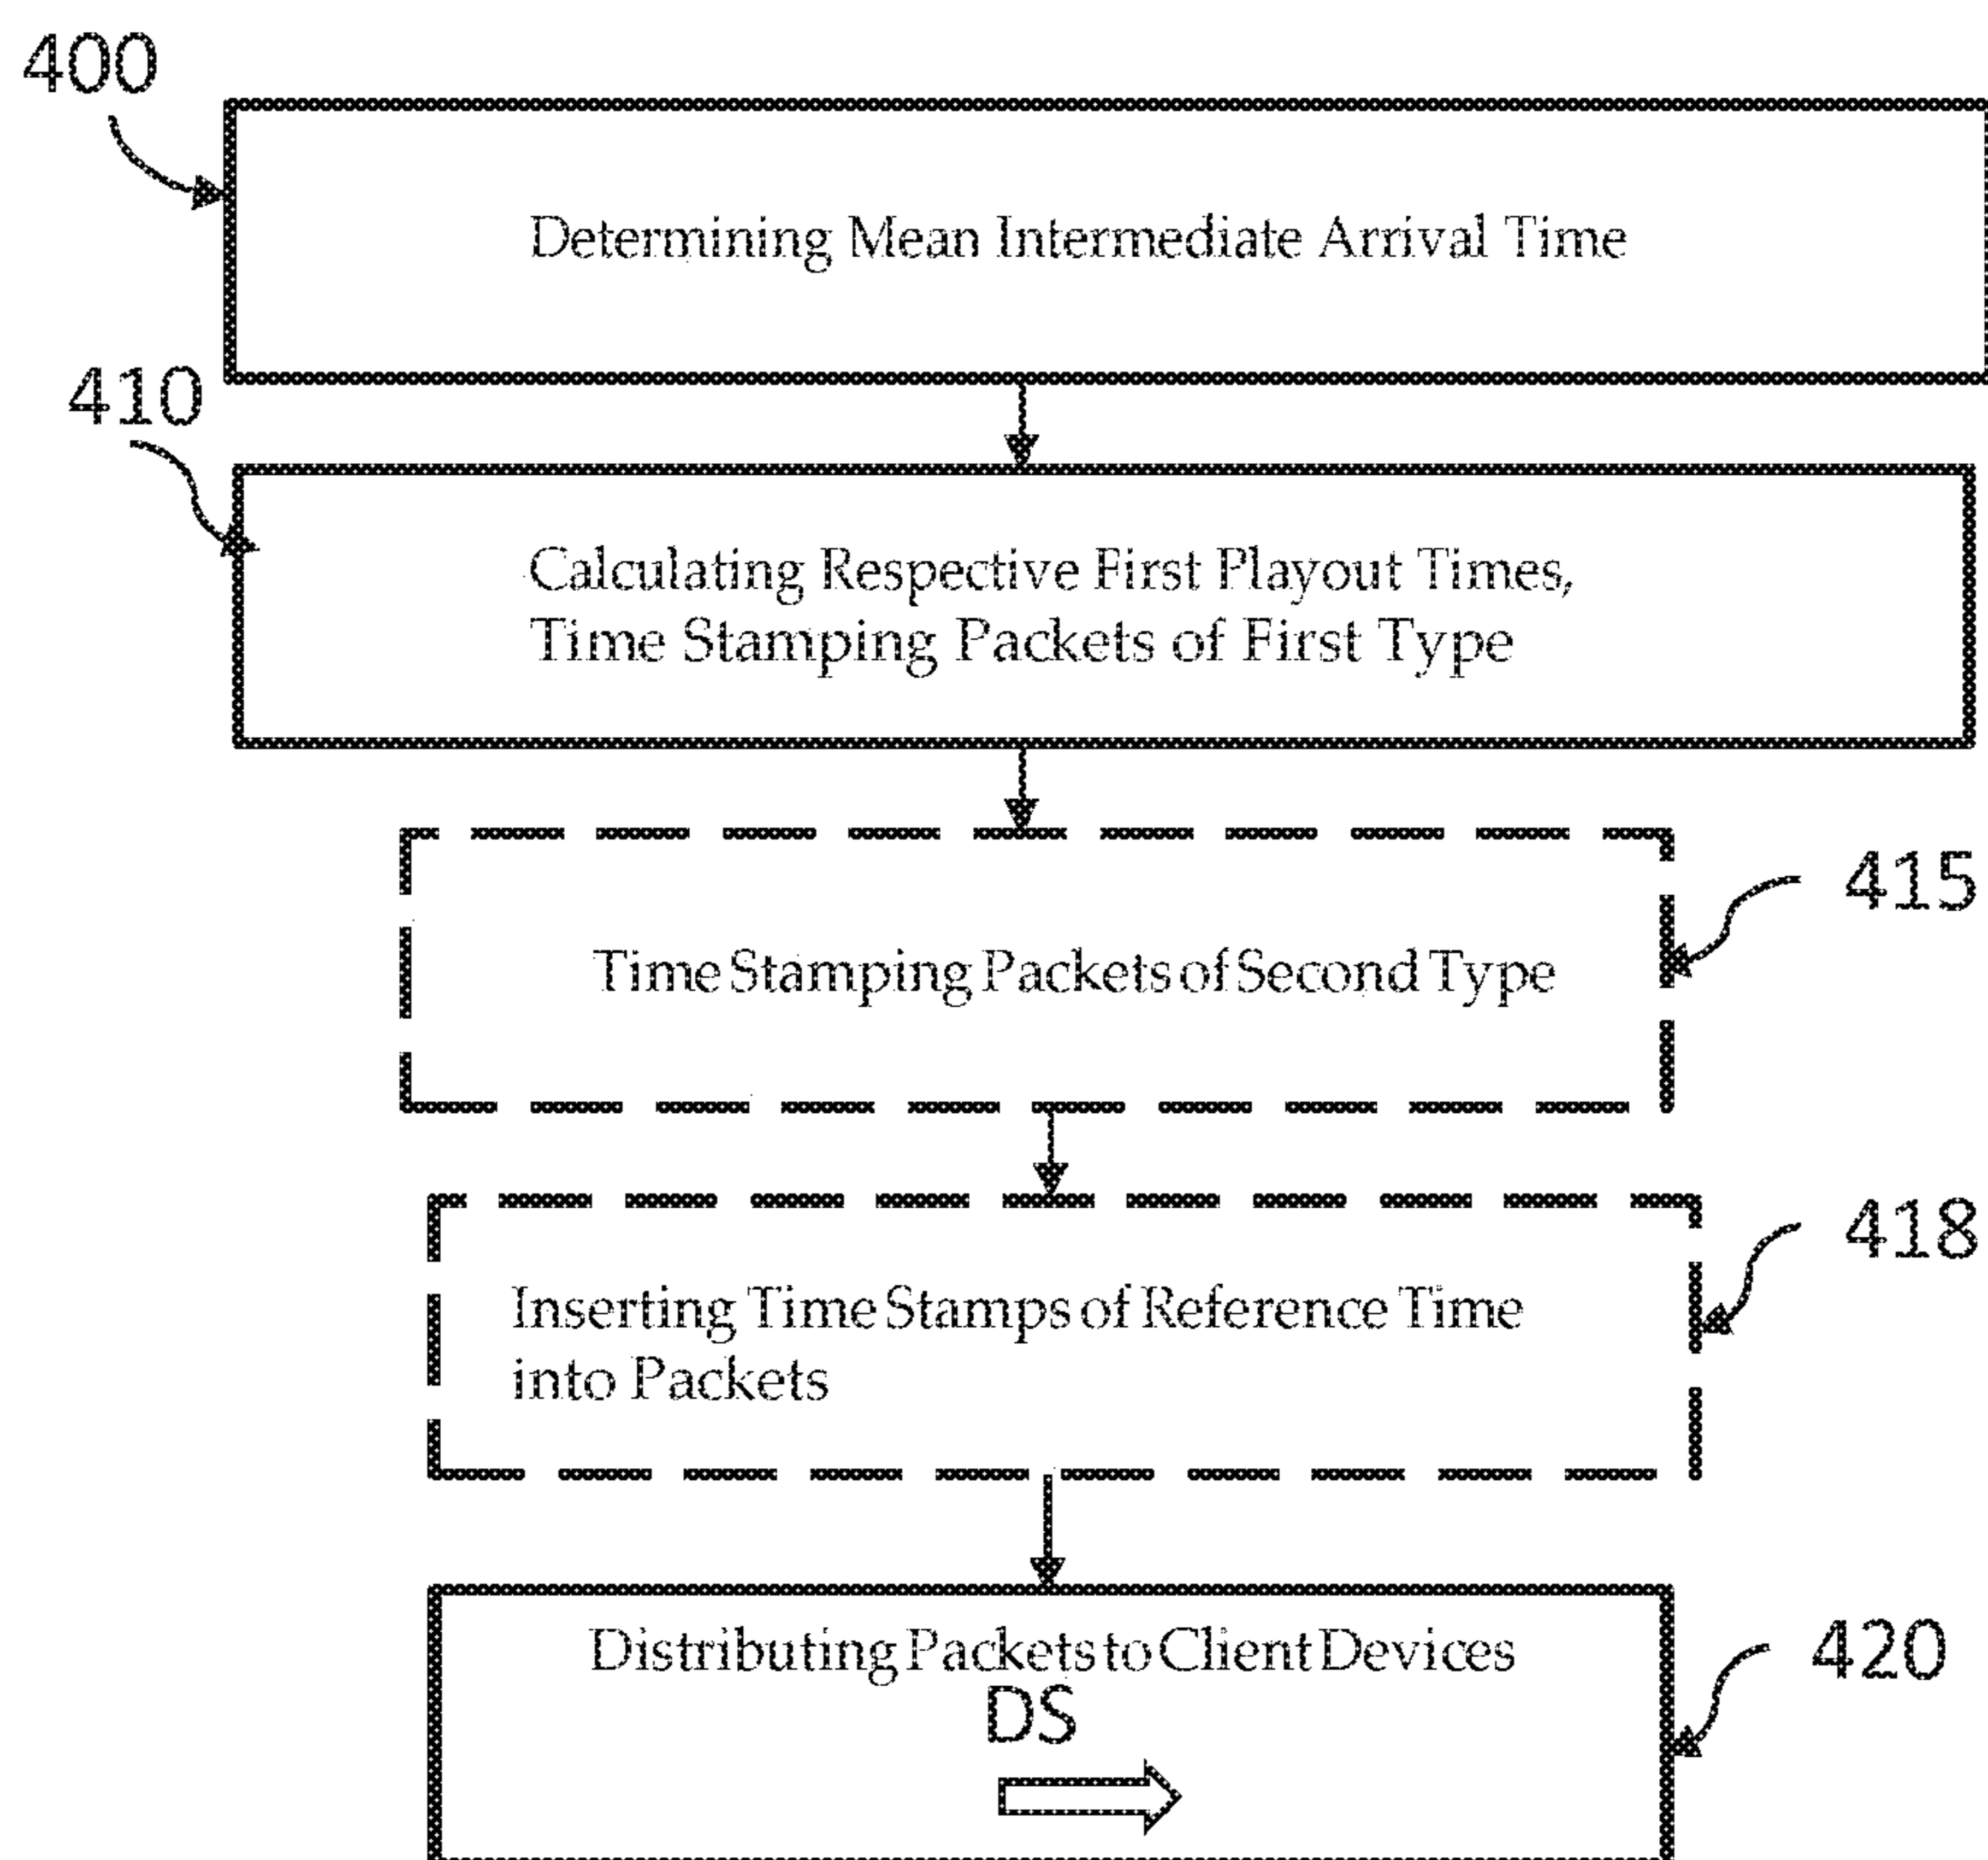 400
Determining Mean Intermediate Arrival Time
410
Calculating Respective First Playout Times,
Time Stamping Packets of First Type
415
Time Stamping Packets of Second Type
418
Inserting Time Stamps of Reference Time
into Packets
420
Distributing Packets to Client Devices
DS